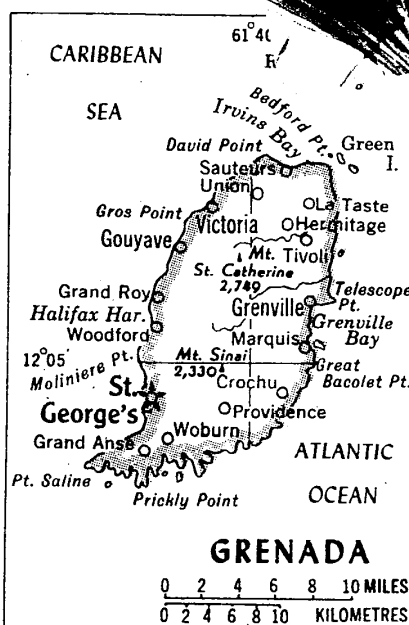 61°40
CARIBBEAN
SEA
Bedford Pt.
Irvins Bay
Green
I.
David Point
Sauteurs
Union
La Taste
Gros Point
Victoria
Hermitage
Gouyave
Mt. Tivoli
St. Catherine
2,749
Grand Roy
Telescope
Pt.
Halifax Har.
Grenville
Grenville
Bay
Woodford
Marquis
12°05'
Mt. Sinai
2,330
Great
Bacolet Pt.
Moliniere Pt.
St.
George's
Crochu
Providence
Woburn
Grand Anse
ATLANTIC
OCEAN
Pt. Saline
Prickly Point
GRENADA
0 2 4 6 8 10 MILES
0 2 4 6 8 10 KILOMETRES